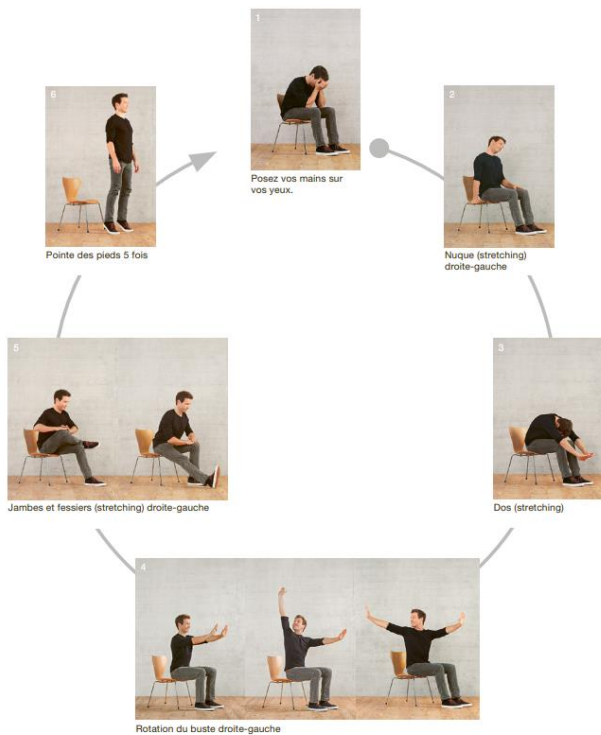 1
Posez vos mains sur
vos yeux.
2
Nuque (stretching)
droite-gauche
3
Dos (stretching)
4
Rotation du buste droite-gauche
5
Jambes et fessiers (stretching) droite-gauche
6
Pointe des pieds 5 fois